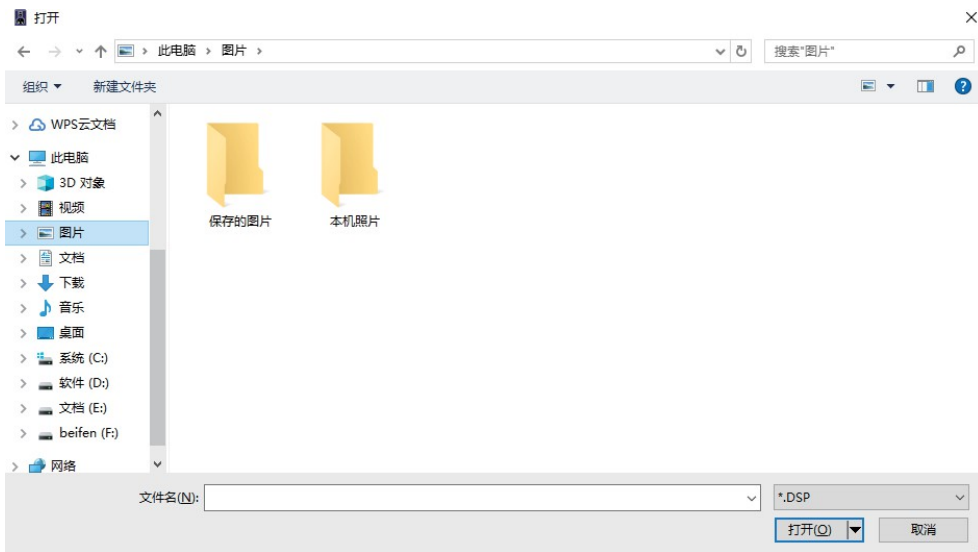 打开
此电脑 › 图片 ›
搜索"图片"
组织
新建文件夹
WPS云文档
此电脑
3D 对象
视频
图片
文档
下载
音乐
桌面
系统 (C:)
软件 (D:)
文档 (E:)
beifen (F:)
网络
保存的图片
本机照片
文件名(N):
*.DSP
打开(O)
取消